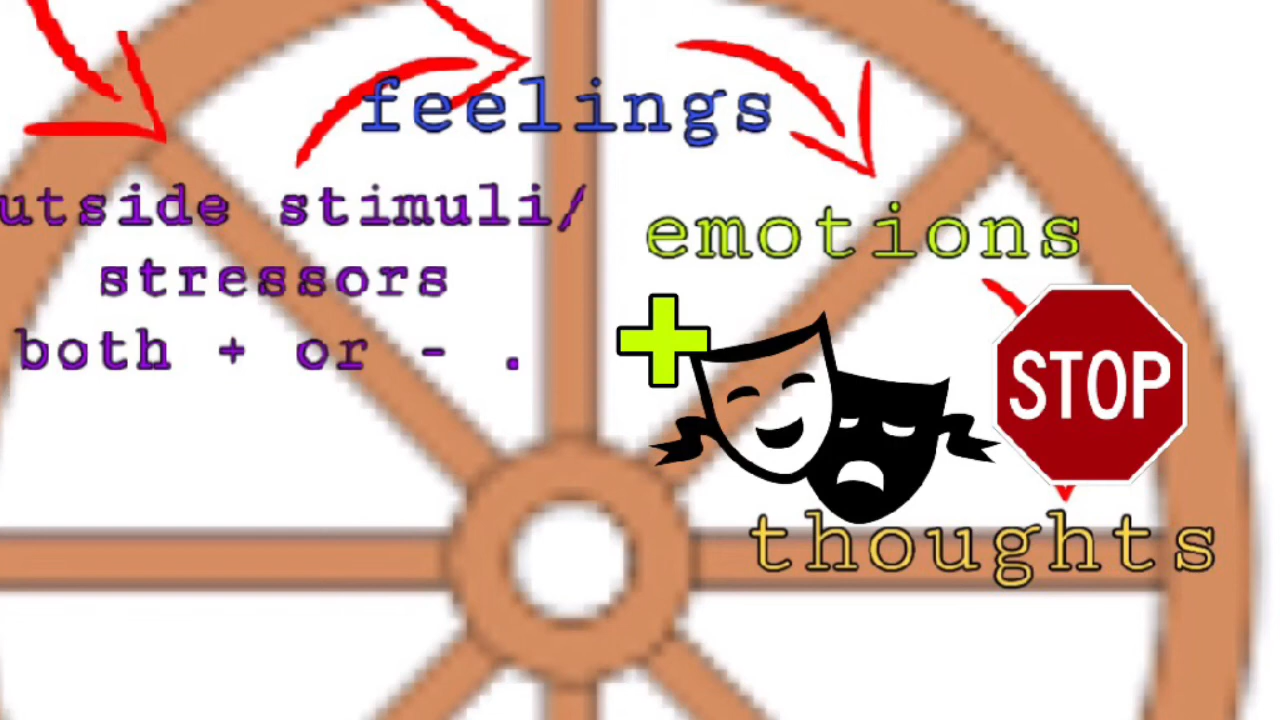 feelings
utside stimuli/
stressors
both + or - .
emotions
STOP
thoughts